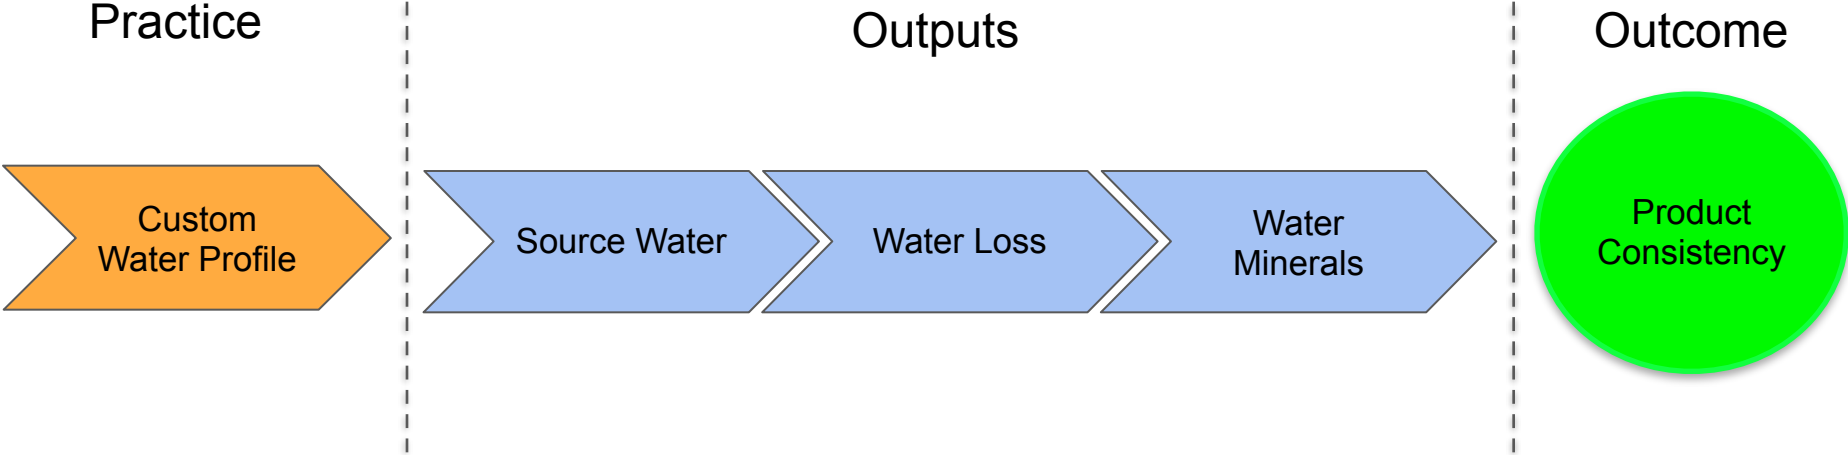 Practice
Outputs
Outcome
Custom
Water Profile
Source Water
Water Loss
Water
Minerals
Product
Consistency